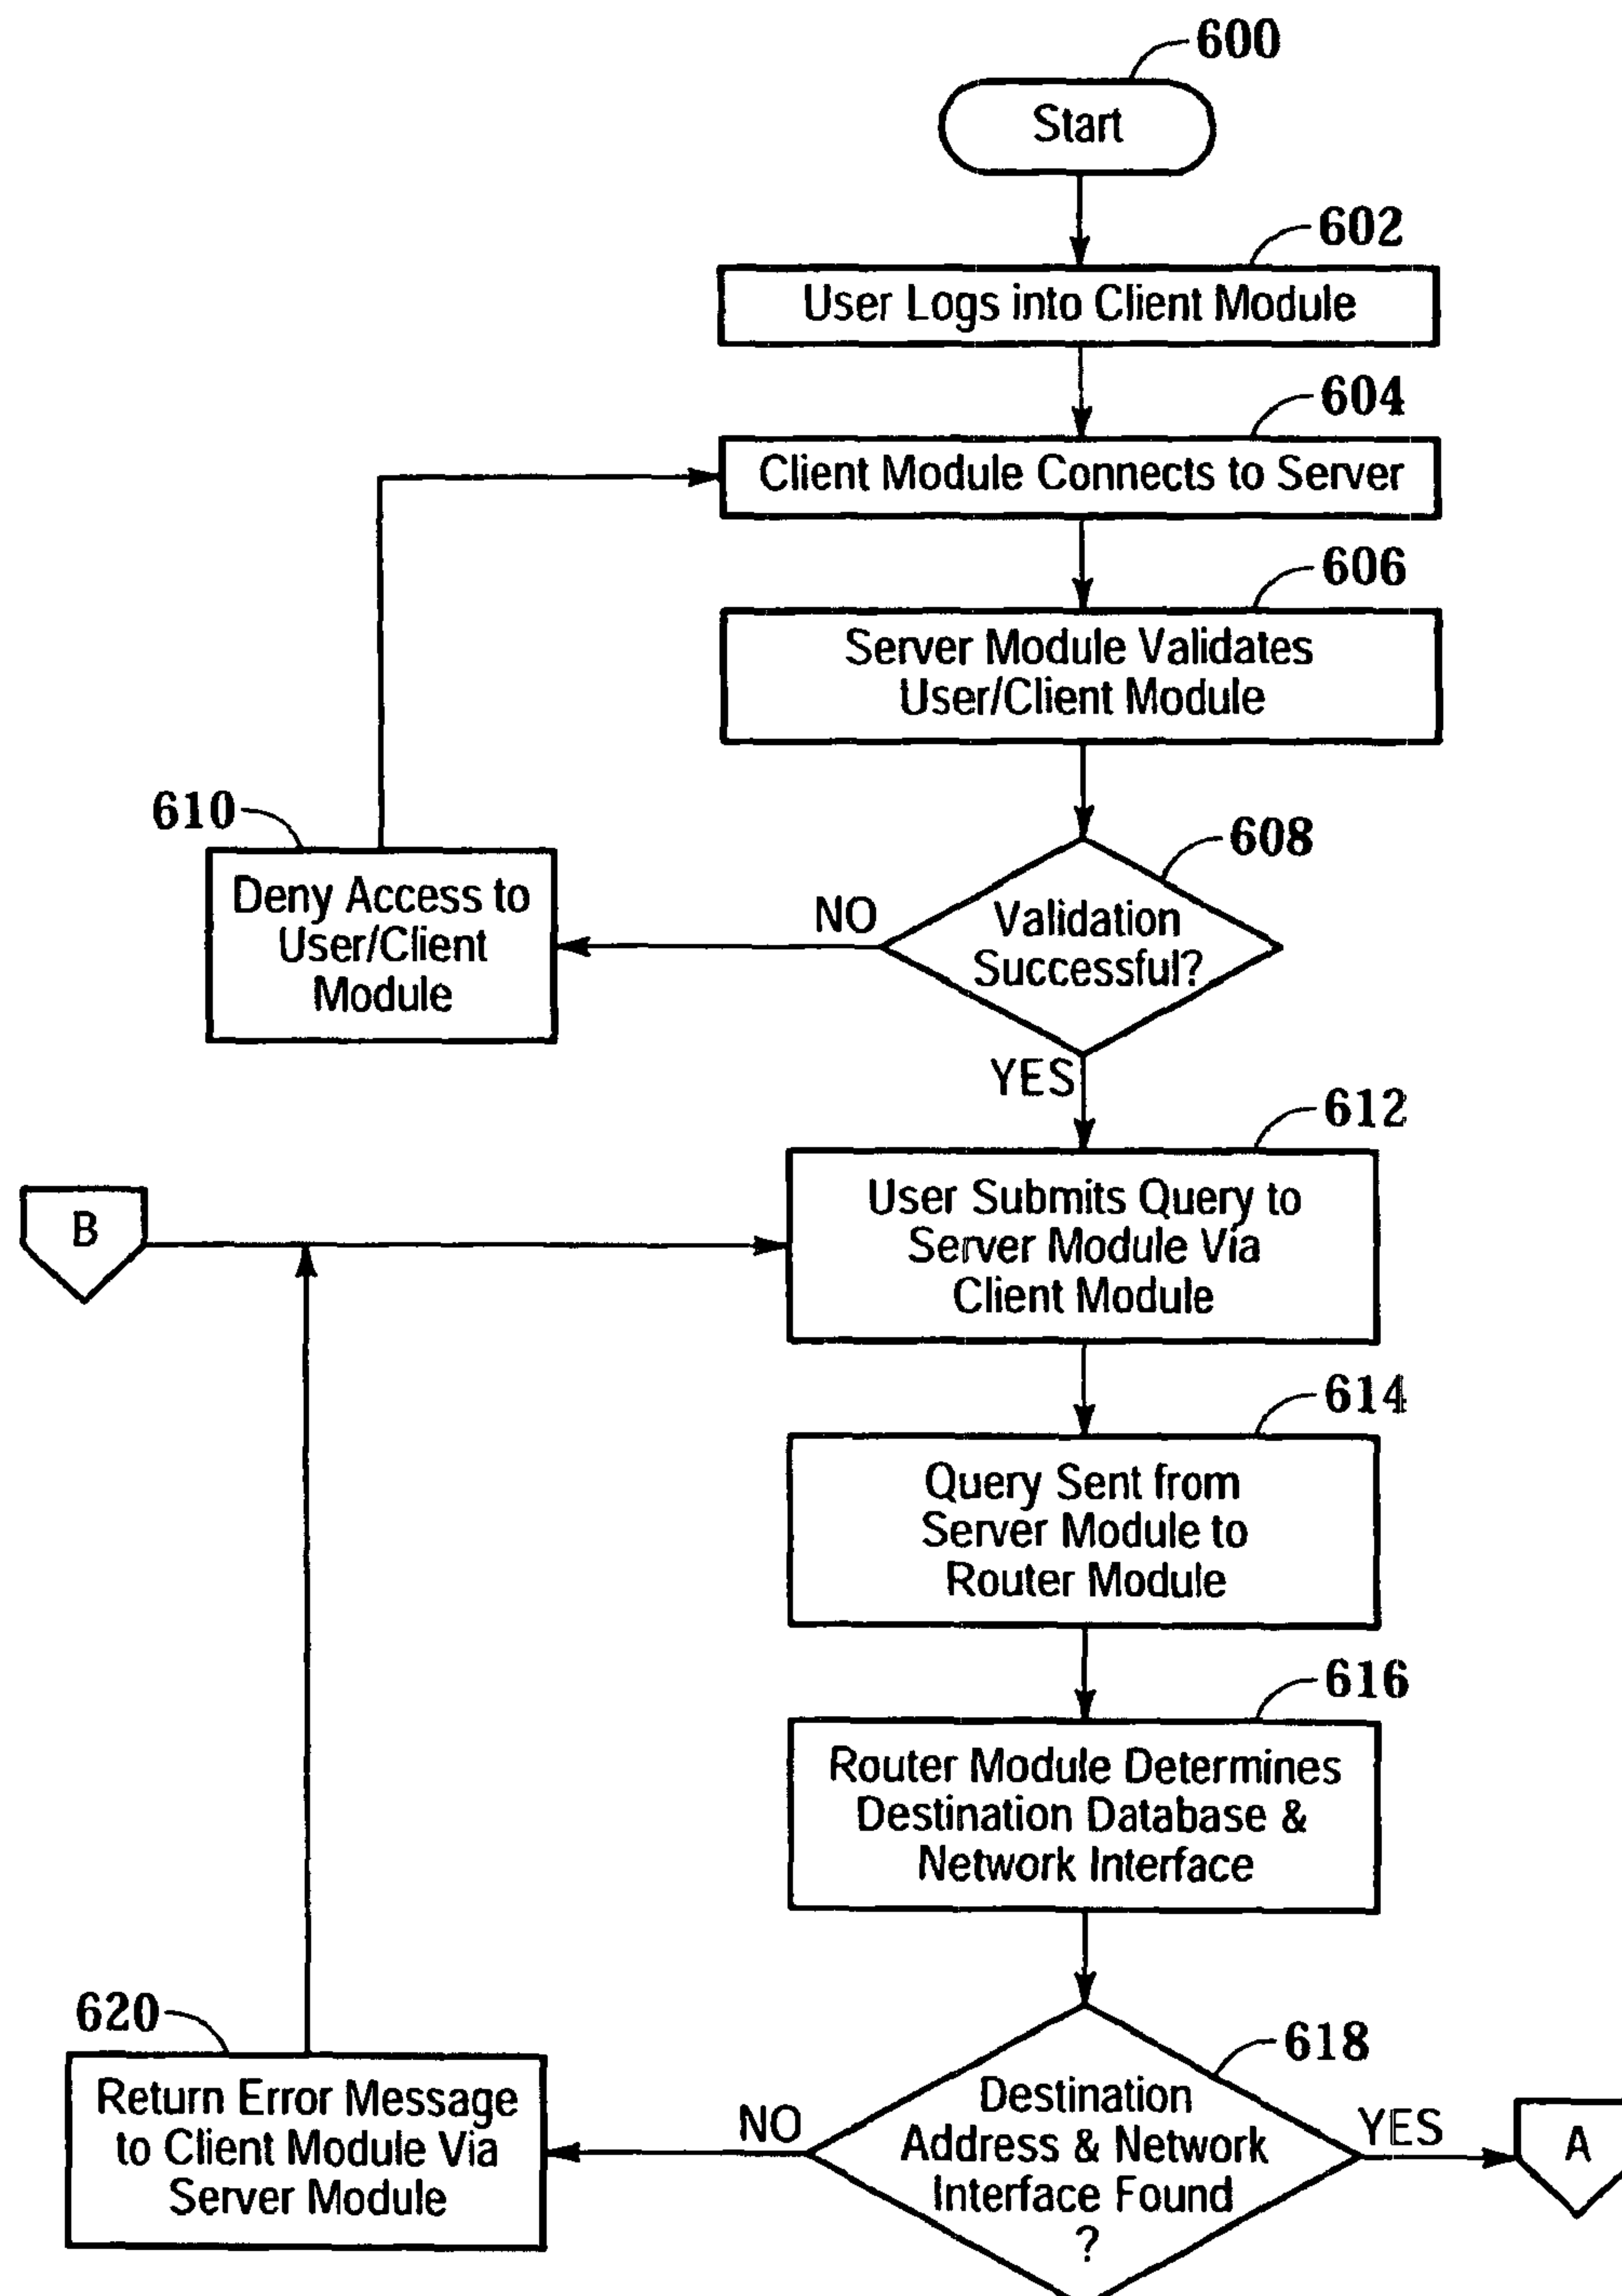 600
Start
602
User Logs into Client Module
604
Client Module Connects to Server
606
Server Module Validates
User/Client Module
610
608
Deny Access to
User/Client
Module
NO
Validation
Successful?
YES
612
B
User Submits Query to
Server Module Via
Client Module
614
Query Sent from
Server Module to
Router Module
616
Router Module Determines
Destination Database &
Network Interface
620
618
Return Error Message
to Client Module Via
Server Module
NO
Destination
Address & Network
Interface Found
?
YES
A